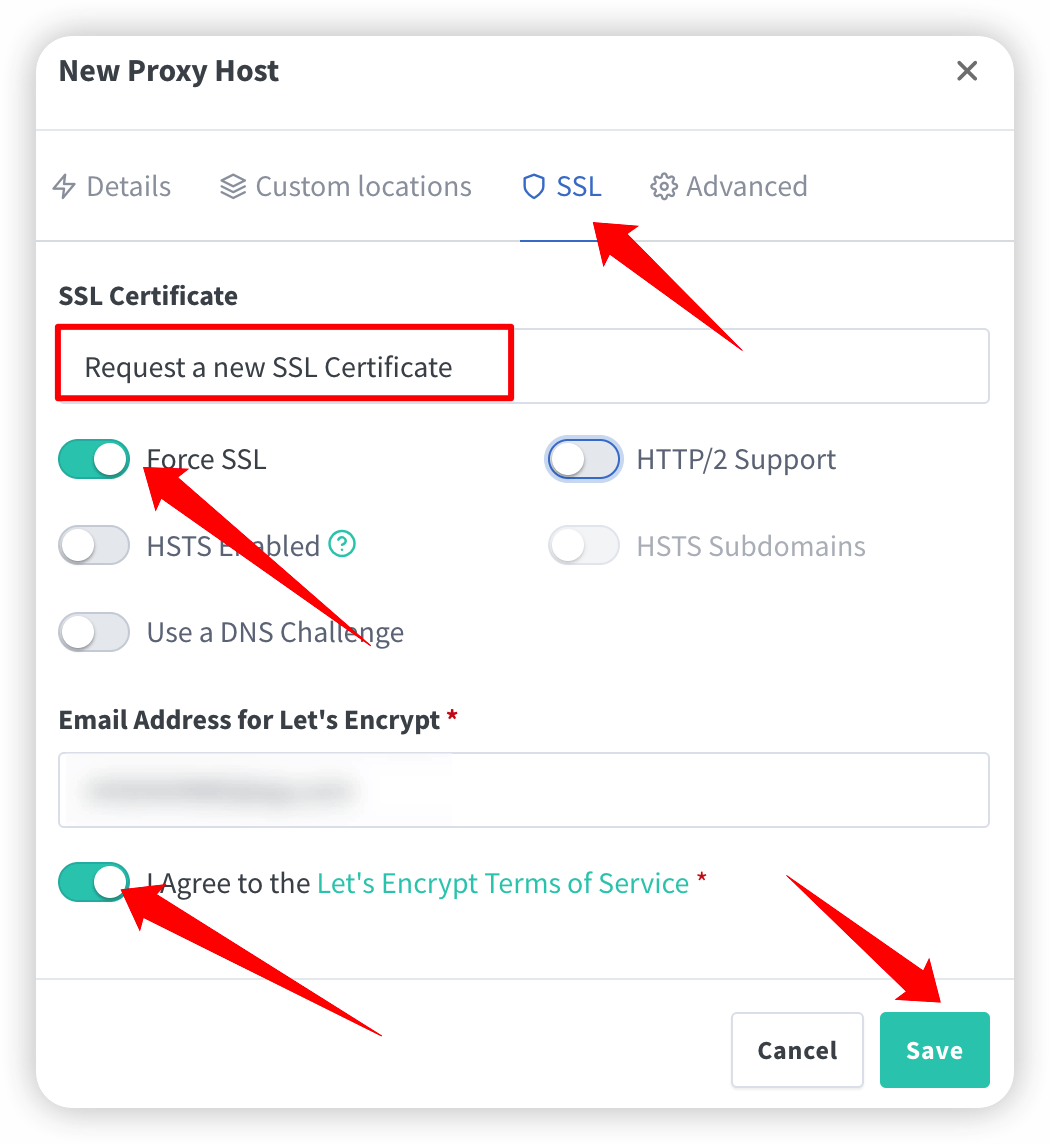 New Proxy Host
Details Custom locations SSL Advanced
SSL Certificate
Request a new SSL Certificate
Force SSL HTTP/2 Support
HSTS Enabled HSTS Subdomains
Use a DNS Challenge
Email Address for Let's Encrypt *
I Agree to the Let's Encrypt Terms of Service *
Cancel Save